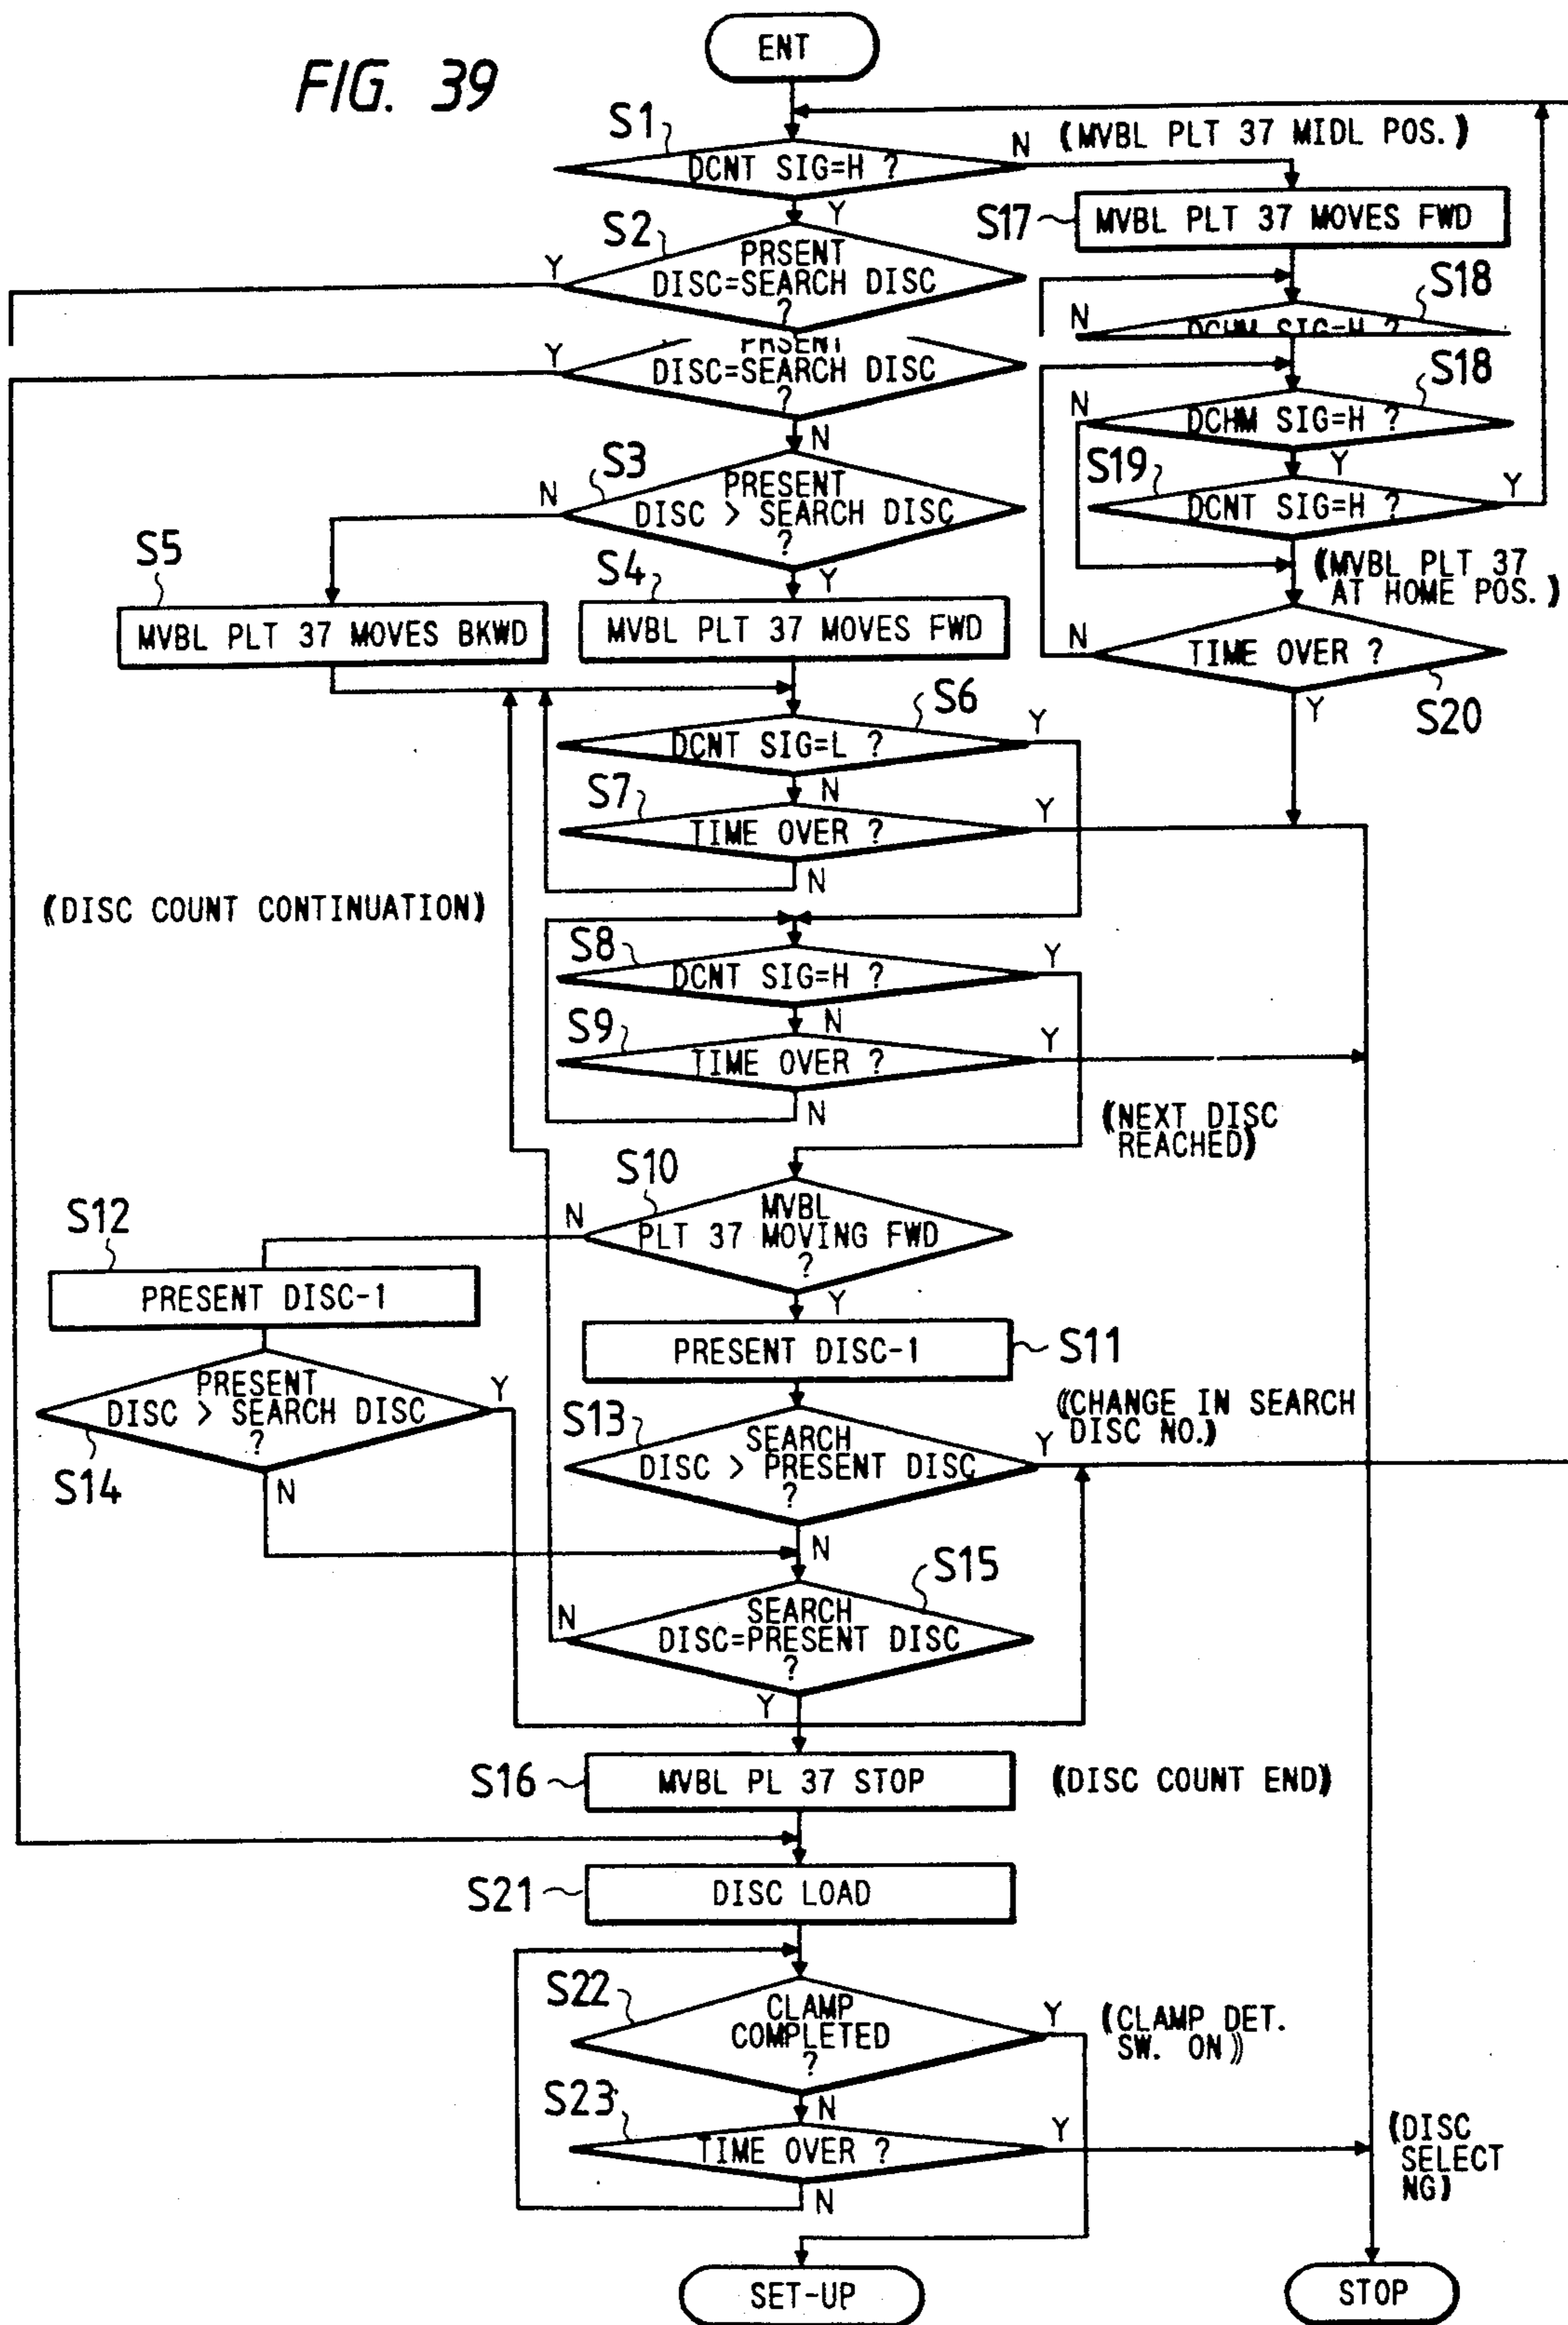 FIG. 39
ENT
S1
DCNT SIG=H ?
N
(MVBL PLT 37 MIDL POS.)
Y
S17
MVBL PLT 37 MOVES FWD
S2
PRSENT
DISC=SEARCH DISC
?
Y
S18
N
DCHM SIG=H ?
PRSENT
DISC=SEARCH DISC
?
Y
N
S18
DCHM SIG=H ?
N
Y
S3
PRESENT
DISC > SEARCH DISC
?
N
Y
S19
DCNT SIG=H ?
Y
(MVBL PLT 37
AT HOME POS.)
S5
MVBL PLT 37 MOVES BKWD
S4
MVBL PLT 37 MOVES FWD
N
TIME OVER ?
Y
S20
S6
DCNT SIG=L ?
Y
N
S7
TIME OVER ?
Y
N
(DISC COUNT CONTINUATION)
S8
DCNT SIG=H ?
Y
N
S9
TIME OVER ?
Y
N
(NEXT DISC
REACHED)
S10
MVBL
PLT 37 MOVING FWD
?
N
Y
S12
PRESENT DISC-1
PRESENT DISC-1
S11
PRESENT
DISC > SEARCH DISC
?
Y
S14
N
S13
SEARCH
DISC > PRESENT DISC
?
Y
(CHANGE IN SEARCH
DISC NO.)
N
S15
SEARCH
DISC=PRESENT DISC
?
N
Y
S16
MVBL PL 37 STOP
(DISC COUNT END)
S21
DISC LOAD
S22
CLAMP
COMPLETED
?
Y
(CLAMP DET.
SW. ON)
N
S23
TIME OVER ?
Y
N
(DISC
SELECT
NG)
SET-UP
STOP